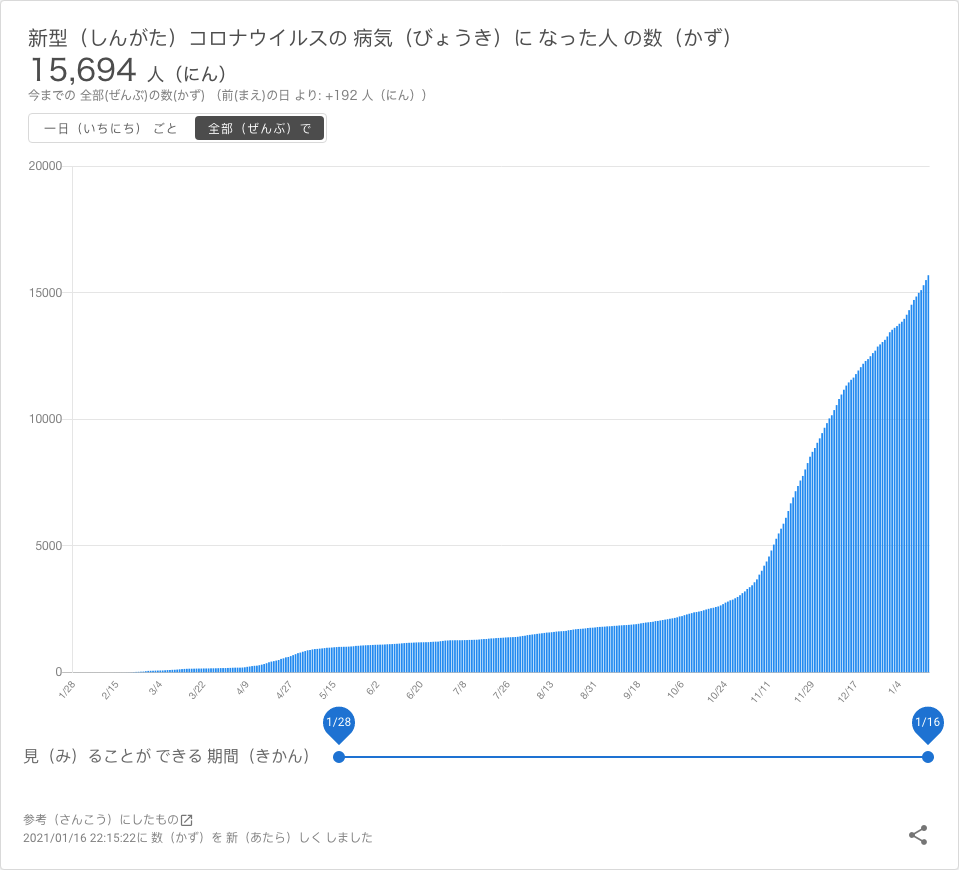 新型（しんがた）コロナウイルスの 病気（びょうき）に なった人 の数（かず）
15,694 人（にん）
今までの 全部(ぜんぶ)の数(かず) （前(まえ)の日 より: +192 人（にん））
一日（いちにち） ごと 全部（ぜんぶ）で
20000
15000
10000
5000
0
1/28 2/15 3/4 3/22 4/9 4/27 5/15 6/2 6/20 7/8 7/26 8/13 8/31 9/18 10/6 10/24 11/11 11/29 12/17 1/4
1/28 1/16
見（み）ることが できる 期間（きかん）
参考（さんこう）にしたもの
2021/01/16 22:15:22に 数（かず）を 新（あたら）しく しました